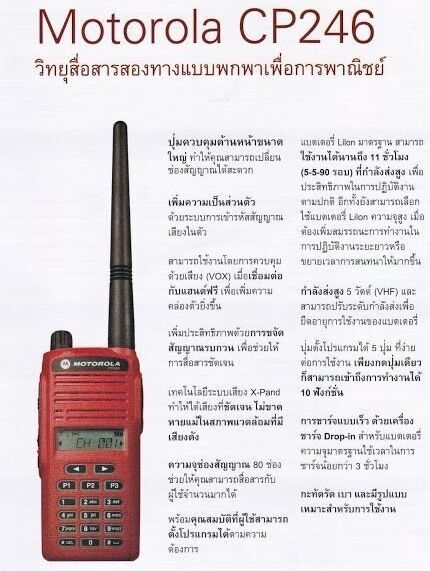 Motorola CP246
วิทยุสื่อสารสองทางแบบพกพาเพื่อการพาณิชย์
ปุ่มควบคุมด้านหน้าขนาด
ใหญ่ ทำให้คุณสามารถเปลี่ยน
ช่องสัญญาณได้สะดวก
เพิ่มความเป็นส่วนตัว
ด้วยระบบการเข้ารหัสสัญญาณ
เสียงในตัว
สามารถใช้งานโดยการควบคุม
ด้วยเสียง (VOX) เมื่อเชื่อมต่อ
กับแฮนด์ฟรี เพื่อเพิ่มความ
คล่องตัวยิ่งขึ้น
เพิ่มประสิทธิภาพด้วยการขจัด
สัญญาณรบกวน เพื่อช่วยให้
การสื่อสารชัดเจน
เทคโนโลยีระบบเสียง X-Pand
ทำให้ได้เสียงที่ชัดเจน ไม่ขาด
หายแม้ในสภาพแวดล้อมที่มี
เสียงดัง
ความจุช่องสัญญาณ 80 ช่อง
ช่วยให้คุณสามารถสื่อสารกับ
ผู้ใช้จำนวนมากได้
พร้อมคุณสมบัติที่ผู้ใช้สามารถ
ตั้งโปรแกรมได้ตามความ
ต้องการ
แบตเตอรี่ LiIon มาตรฐาน สามารถ
ใช้งานได้นานถึง 11 ชั่วโมง
(5-5-90 รอบ) ที่กำลังส่งสูง เพื่อ
ประสิทธิภาพในการปฏิบัติงาน
ตามปกติ อีกทั้งยังสามารถเลือก
ใช้แบตเตอรี่ LiIon ความจุสูง เมื่อ
ต้องเพิ่มสมรรถนะการทำงานใน
การปฏิบัติงานระยะยาวหรือ
ขยายเวลาการสนทนาให้มากขึ้น
กำลังส่งสูง 5 วัตต์ (VHF) และ
สามารถปรับระดับกำลังส่งเพื่อ
ยืดอายุการใช้งานของแบตเตอรี่
ปุ่มตั้งโปรแกรมได้ 5 ปุ่ม ที่ง่าย
ต่อการใช้งาน เพียงกดปุ่มเดียว
ก็สามารถเข้าถึงการทำงานได้
10 ฟังก์ชั่น
การชาร์จแบบเร็ว ด้วยเครื่อง
ชาร์จ Drop-in สำหรับแบตเตอรี่
ความจุมาตรฐานใช้เวลาในการ
ชาร์จน้อยกว่า 3 ชั่วโมง
กะทัดรัด เบา และมีรูปแบบ
เหมาะสำหรับการใช้งาน
MOTOROLA
CP246
CH 001
P1 P2 P3
1 2 abc 3 def
4 ghi 5 jkl 6 mno
7 pqrs 8 tuv 9 wxyz
* DEL 0 #